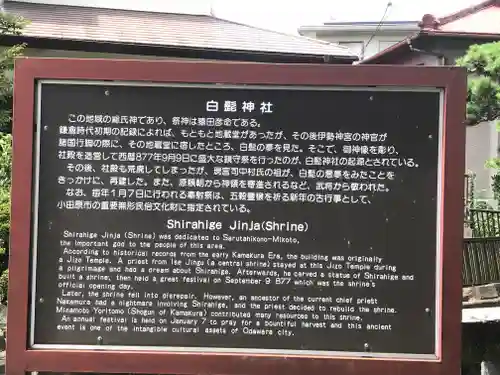 白髭神社
この地域の総氏神であり、祭神は猿田彦命である。
鎌倉時代初期の記録によれば、もともと地蔵堂があったが、その後伊勢神宮の神官が
諸国行脚の際に、その地蔵堂に宿したところ、白髭の夢を見た。そこで、御神像を彫り、
社殿を造営して西暦877年9月9日に盛大な鎮守祭を行ったのが、白髭神社の起源とされている。
その後、社殿も荒廃してしまったが、現宮司中村氏の祖が、白髭の悪夢をみたことを
きっかけに、再建した。また、源頼朝から神領を寄進されるなど、武将から敬われた。
なお、毎年1月7日に行われる奉射祭は、五穀豊穣を祈る新年の古行事として、
小田原市の重要無形民俗文化財に指定されている。
Shirahige Jinja(Shrine)
Shirahige Jinja (Shrine) was dedicated to Sarutahikono-Mikoto,
the important god to the people of this area.
According to historical records from the early Kamakura Era, the building was originally
a Jizo Temple. A priest from Ise Jingu (a central shrine) stayed at this Jizo Temple during
a pilgrimage and had a dream about Shirahige. Afterwards, he carved a statue of Shirahige and
built a shrine, then held a great festival on September 9 877 which was the shrine's
official opening day.
Later, the shrine fell into disrepair. However, an ancestor of the current chief priest
Nakamura had a nightmare involving Shirahige, and the priest decided to rebuild the shrine.
Minamoto Yoritomo (Shogun of Kamakura) contributed many resources to this shrine.
An annual festival is held on January 7 to pray for a bountiful harvest and this ancient
event is one of the intangible cultural assets of Odawara city.